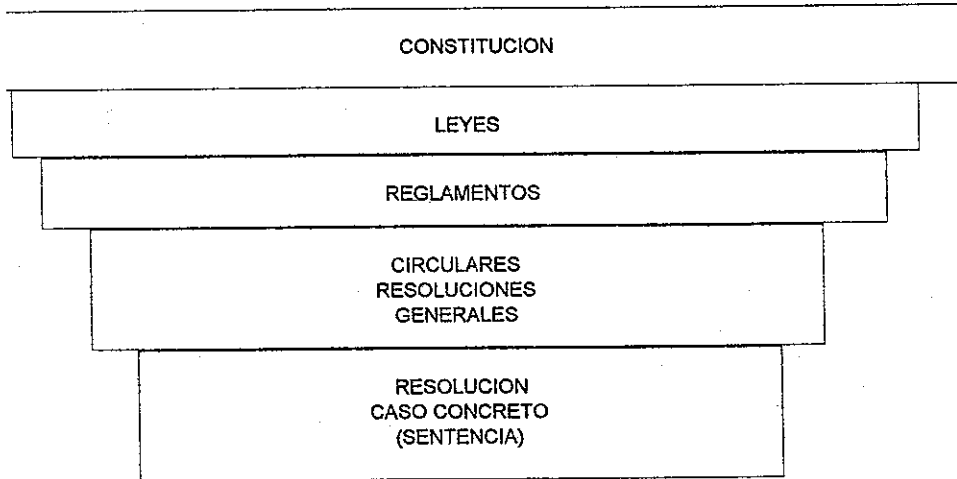 CONSTITUCION
LEYES
REGLAMENTOS
CIRCULARES
RESOLUCIONES
GENERALES
RESOLUCION
CASO CONCRETO
(SENTENCIA)